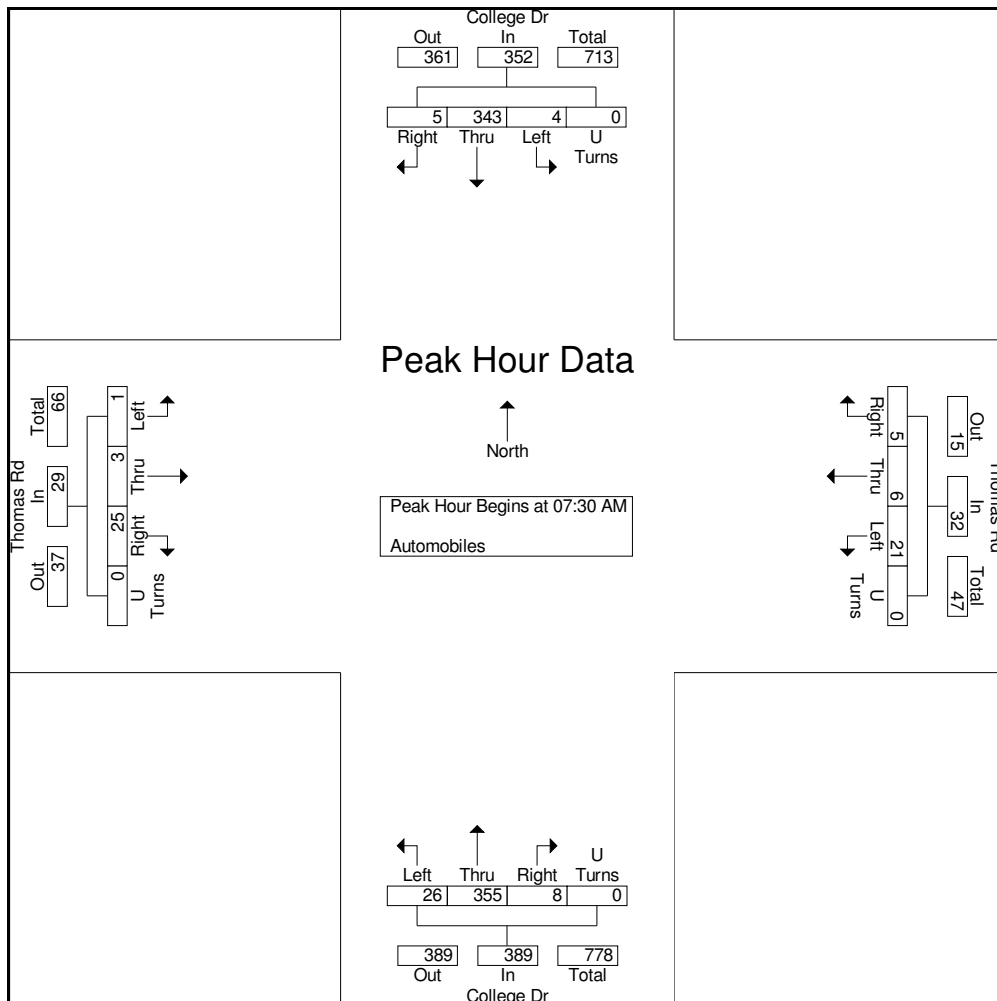 College Dr
Out In Total
361 352 713
5 343 4 0
Right Thru Left U
Turns
Peak Hour Data
North
Peak Hour Begins at 07:30 AM
Automobiles
Thomas Rd
Total In Out
66 29 37
1 3 25 0
Left Thru Right U
Turns
Thomas Rd
Out In Total
15 32 47
5 6 21 0
Right Thru Left U
Turns
U
Left Thru Right Turns
26 355 8 0
389 389 778
Out In Total
College Dr